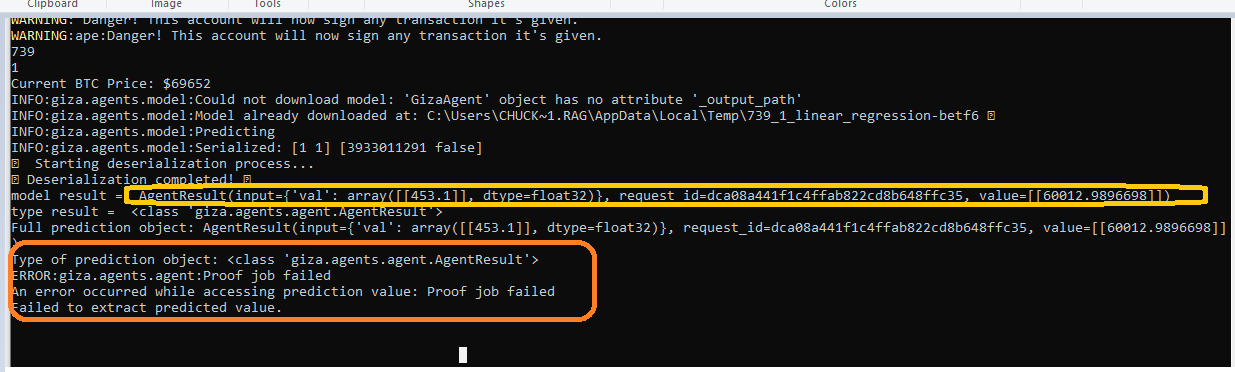 Clipboard Image Tools Shapes Colors
WARNING: Danger! This account will now sign any transaction it's given.
WARNING:ape:Danger! This account will now sign any transaction it's given.
739
1
Current BTC Price: $69652
INFO:giza.agents.model:Could not download model: 'GizaAgent' object has no attribute '_output_path'
INFO:giza.agents.model:Model already downloaded at: C:\Users\CHUCK~1.RAG\AppData\Local\Temp\739_1_linear_regression-betf6
INFO:giza.agents.model:Predicting
INFO:giza.agents.model:Serialized: [1 1] [3933011291 false]
Starting deserialization process...
Deserialization completed!
model result = AgentResult(input={'val': array([[453.1]], dtype=float32)}, request_id=dca08a441f1c4ffab822cd8b648ffc35, value=[[60012.9896698]])
type result = <class 'giza.agents.agent.AgentResult'>
Full prediction object: AgentResult(input={'val': array([[453.1]], dtype=float32)}, request_id=dca08a441f1c4ffab822cd8b648ffc35, value=[[60012.9896698]]
)
Type of prediction object: <class 'giza.agents.agent.AgentResult'>
ERROR:giza.agents.agent:Proof job failed
An error occurred while accessing prediction value: Proof job failed
Failed to extract predicted value.